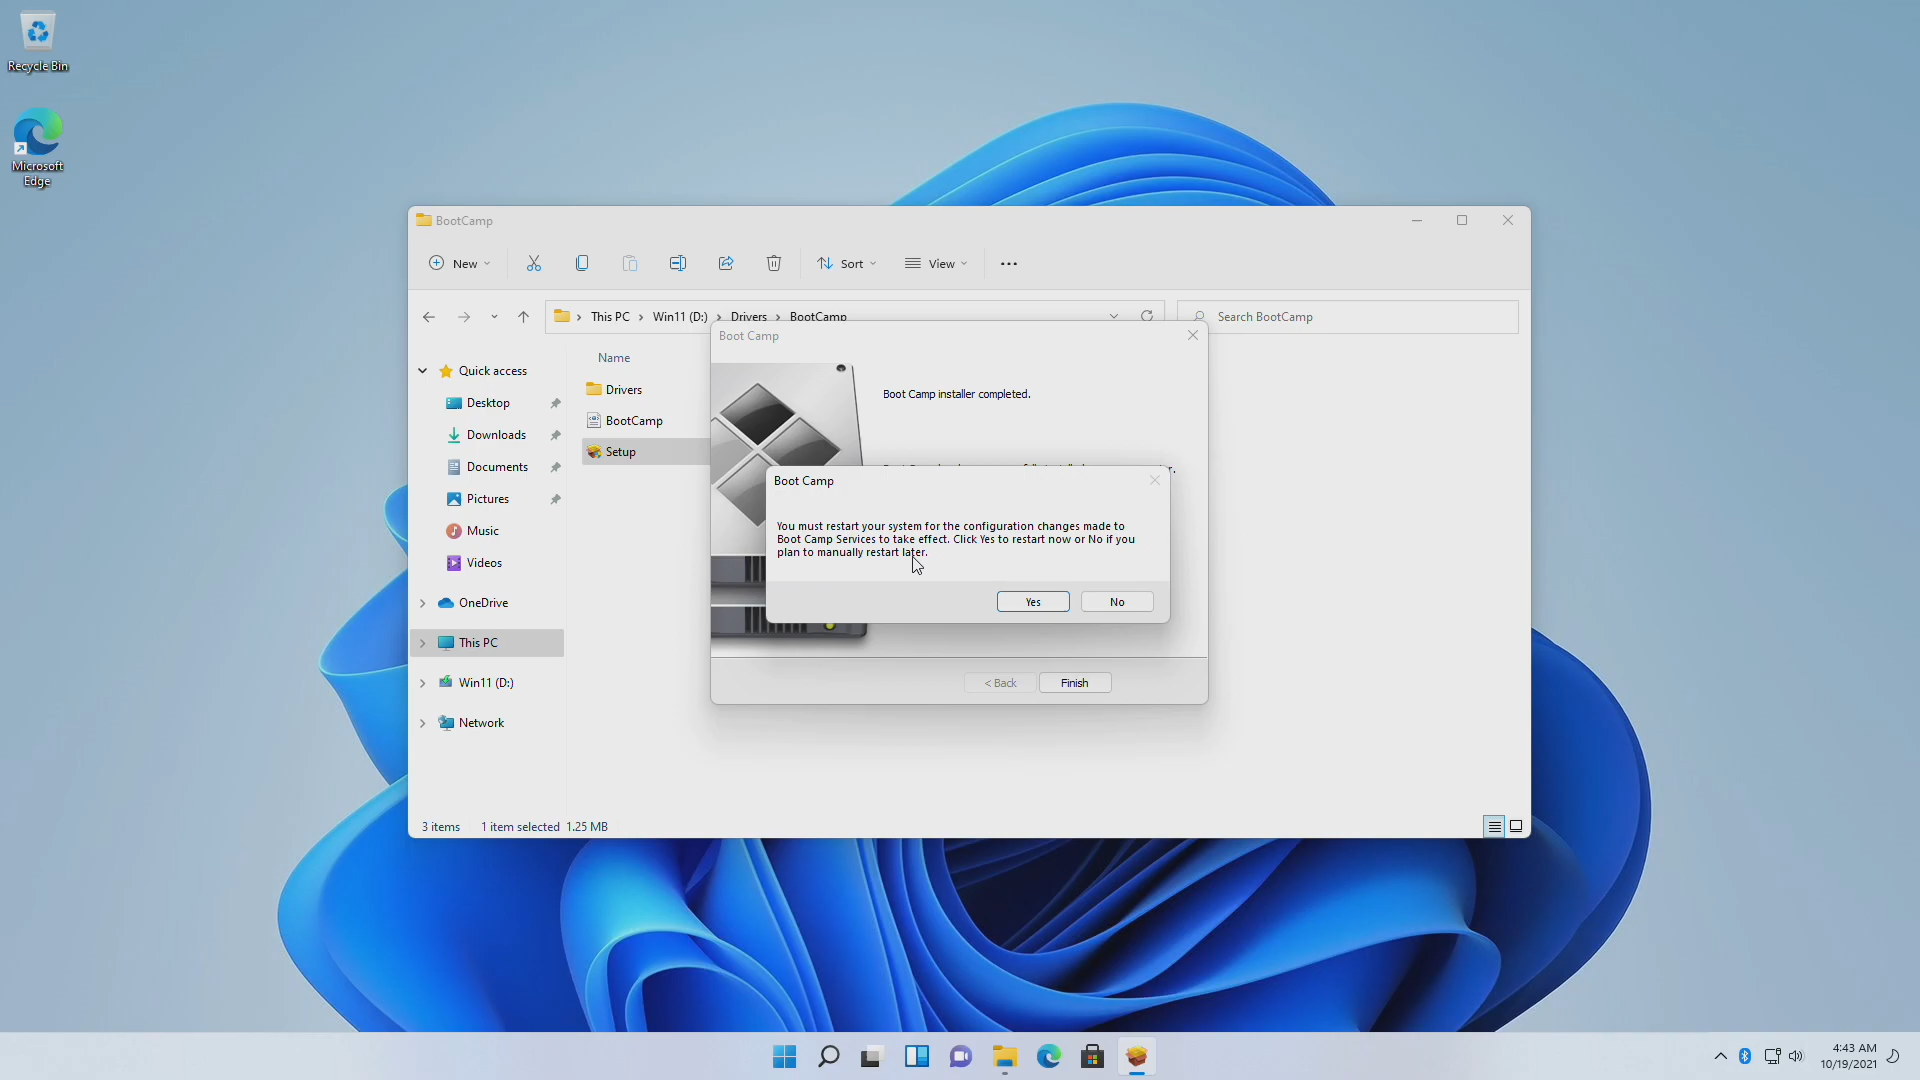 Recycle Bin
Microsoft
Edge
BootCamp
New
Sort
View
This PC
Win11 (D:)
Drivers
BootCamp
Search BootCamp
Quick access
Desktop
Downloads
Documents
Pictures
Music
Videos
OneDrive
This PC
Win11 (D:)
Network
Name
Drivers
BootCamp
Setup
Boot Camp
Boot Camp installer completed.
Boot Camp
You must restart your system for the configuration changes made to
Boot Camp Services to take effect. Click Yes to restart now or No if you
plan to manually restart later.
Yes No
< Back Finish
3 items 1 item selected 1.25 MB
4:43 AM
10/19/2021